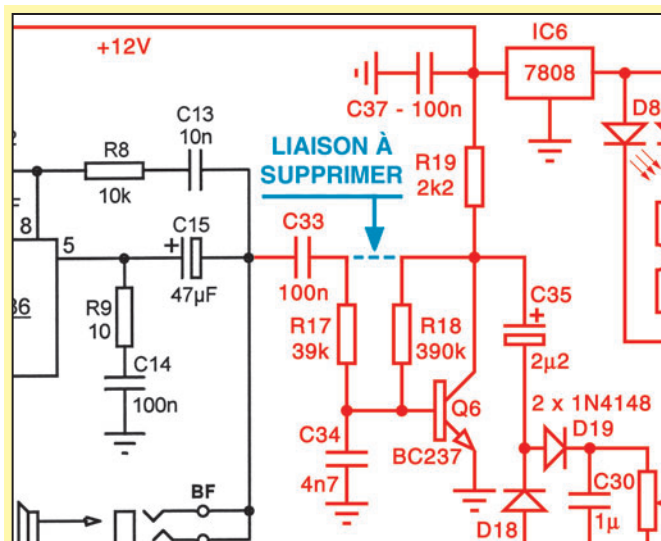 +12V
IC6
7808
C37 - 100n
D8
C13
10n
R8
10k
LIAISON À
SUPPRIMER
R19
2k2
8
5
C15
+
47µF
C33
100n
R9
10
R17
39k
R18
390k
C35
+
2µ2
C14
100n
Q6
2 x 1N4148
D19
C34
4n7
BC237
C30
1µ
D18
BF